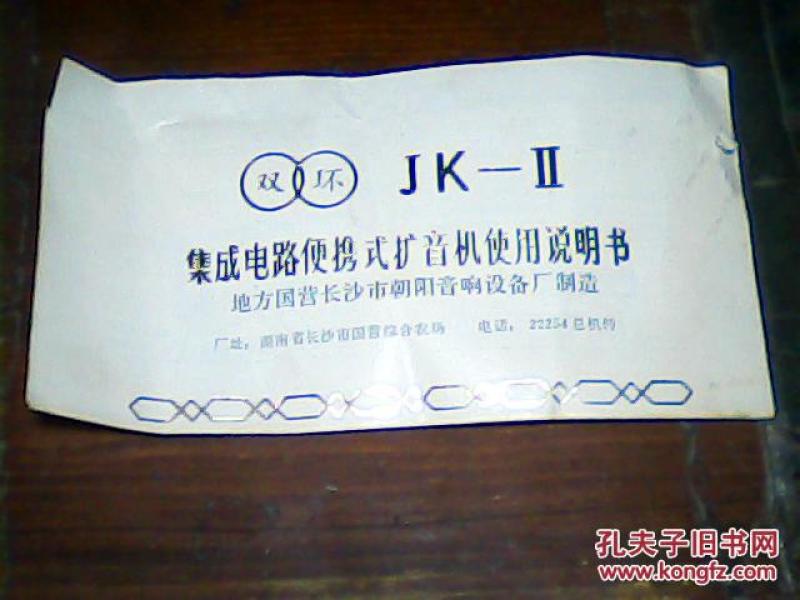 双环 JK—II
集成电路便携式扩音机使用说明书
地方国营长沙市朝阳音响设备厂制造
厂址：湖南省长沙市国营综合农场 电话：22254总机转
孔夫子旧书网
www.kongfz.com